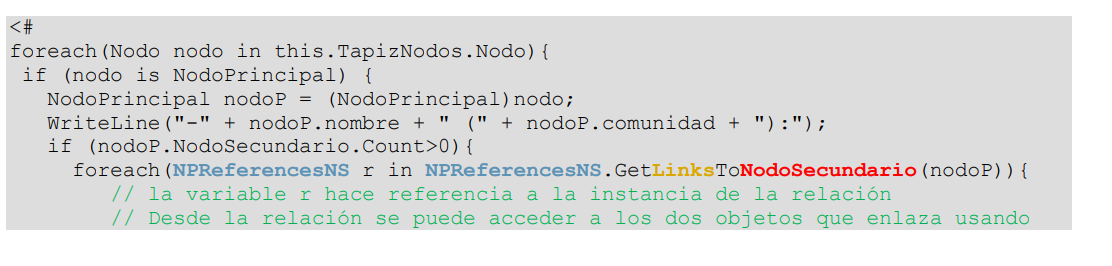 <#
foreach(Nodo nodo in this.TapizNodos.Nodo){
if (nodo is NodoPrincipal) {
NodoPrincipal nodoP = (NodoPrincipal)nodo;
WriteLine("-" + nodoP.nombre + " (" + nodoP.comunidad + "):");
if (nodoP.NodoSecundario.Count>0){
foreach(NPReferencesNS r in NPReferencesNS.GetLinksToNodoSecundario(nodoP)){
// la variable r hace referencia a la instancia de la relación
// Desde la relación se puede acceder a los dos objetos que enlaza usando